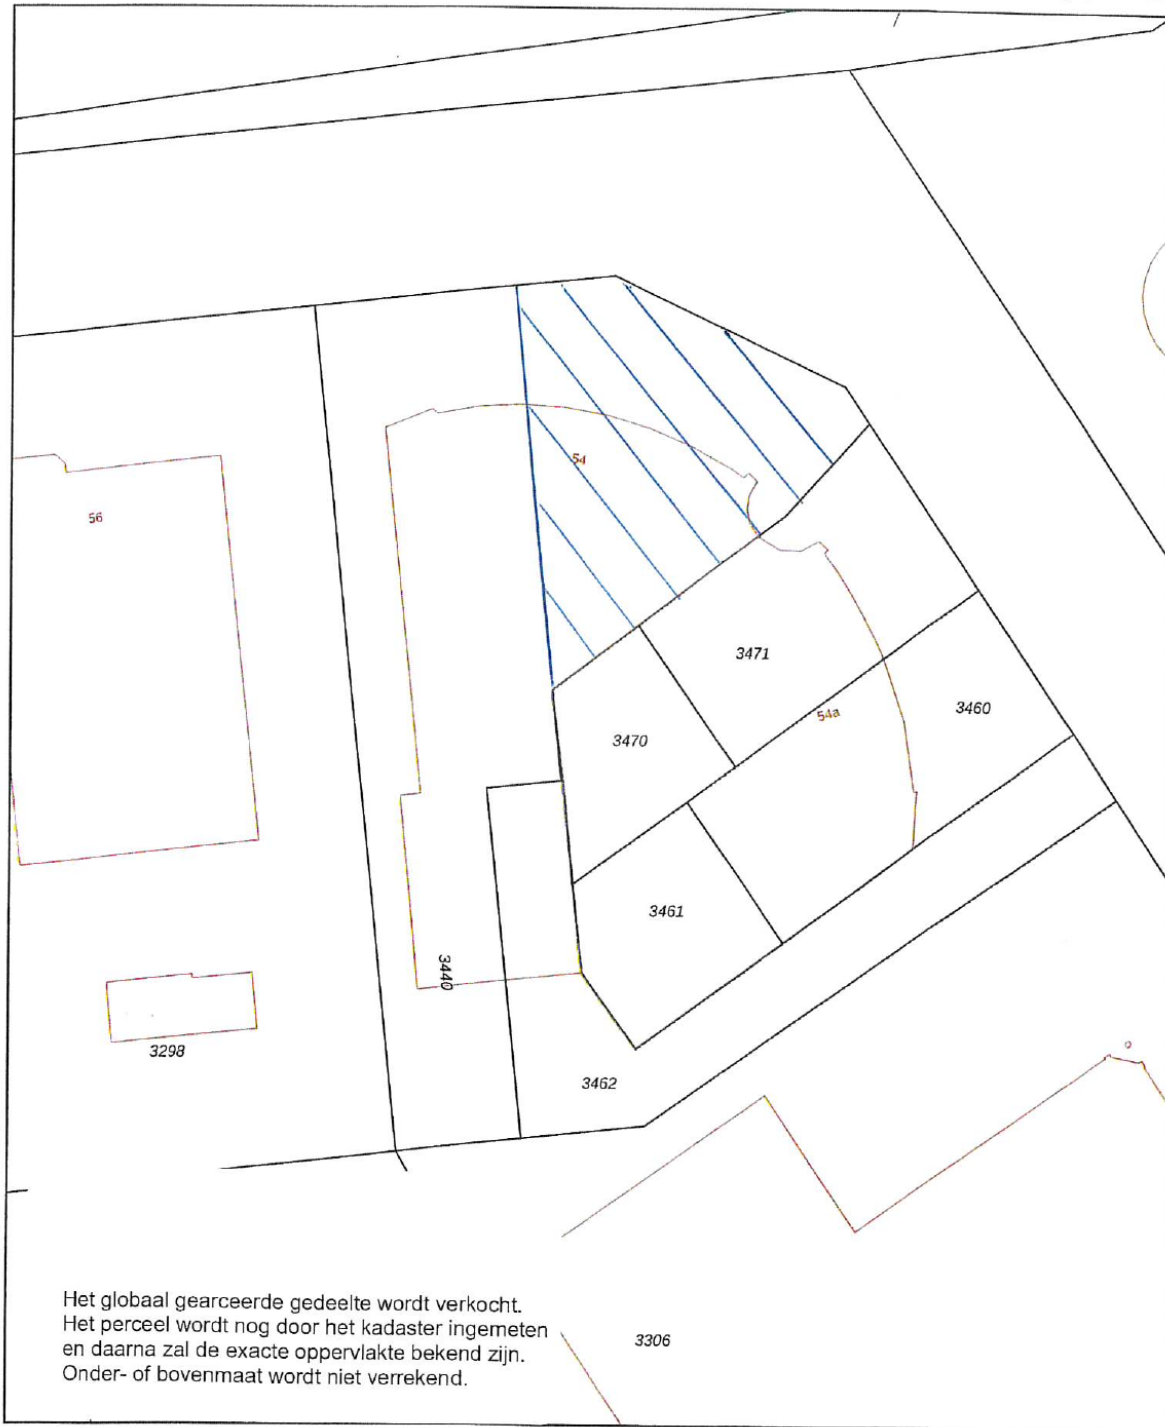 54
56
3471
54a
3460
3470
3461
3440
3298
3462
Het globaal gearceerde gedeelte wordt verkocht.
Het perceel wordt nog door het kadaster ingemeten
en daarna zal de exacte oppervlakte bekend zijn.
Onder- of bovenmaat wordt niet verrekend.
3306